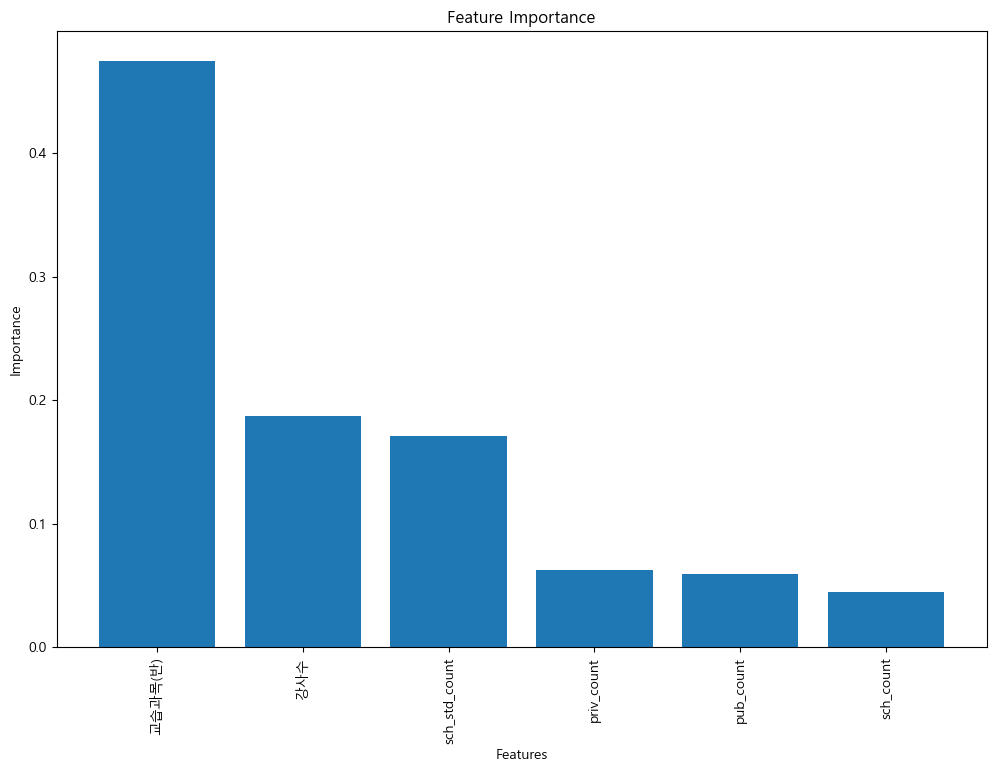 Feature Importance
Importance
0.4
0.3
0.2
0.1
0.0
교습과목(반)
강사수
sch_std_count
priv_count
pub_count
sch_count
Features